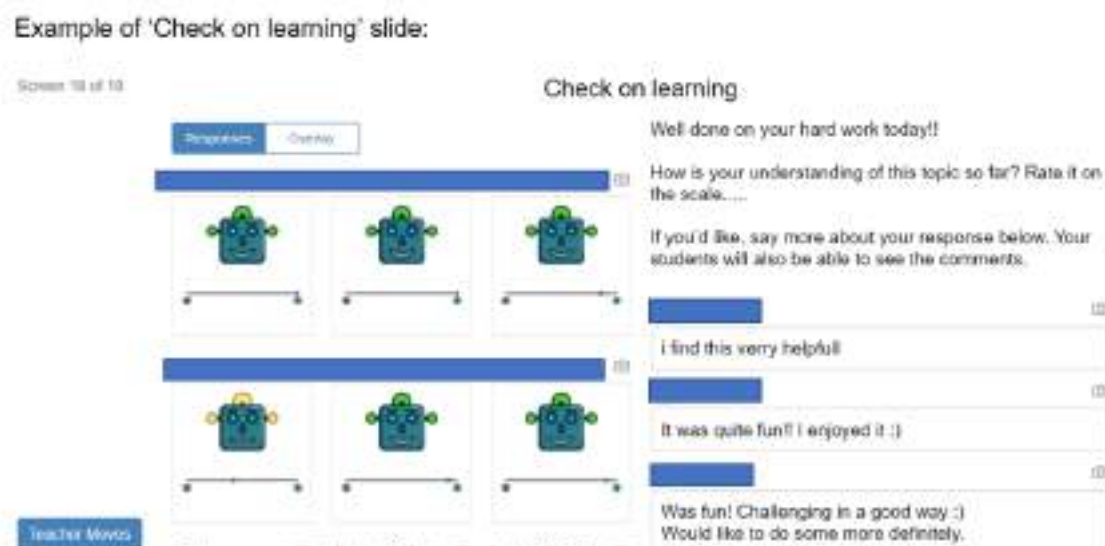 Example of 'Check on learning' slide:
Screen 18 of 18
Check on learning
Responses
Overlay
Well done on your hard work today!!
How is your understanding of this topic so far? Rate it on
the scale.....
If you'd like, say more about your response below. Your
students will also be able to see the comments.
i find this verry helpfull
It was quite fun!! I enjoyed it :)
Was fun! Challenging in a good way :)
Would like to do some more definitely.
Teacher Moves